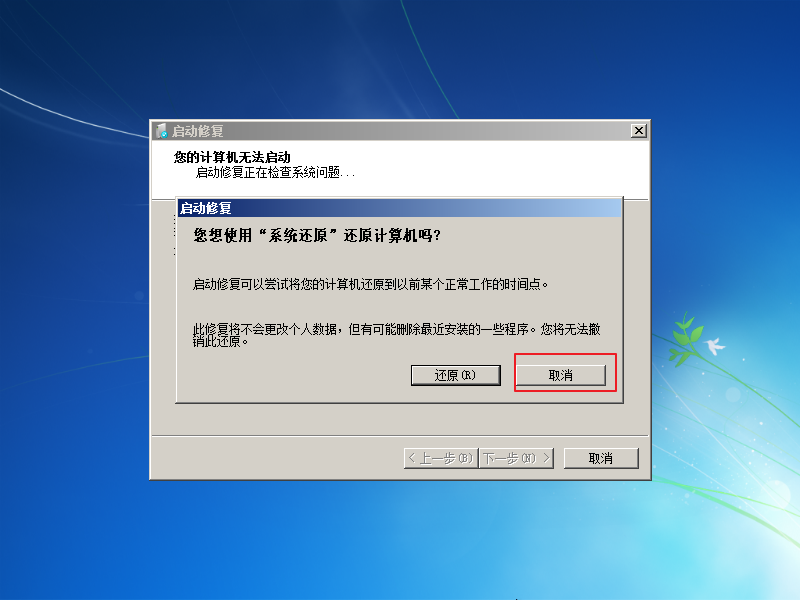 启动修复
您的计算机无法启动
启动修复正在检查系统问题...
启动修复
您想使用“系统还原”还原计算机吗?
启动修复可以尝试将您的计算机还原到以前某个正常工作的时间点。
此修复将不会更改个人数据，但有可能删除最近安装的一些程序。您将无法撤
销此还原。
还原(R) 取消
< 上一步(B) 下一步(N) > 取消